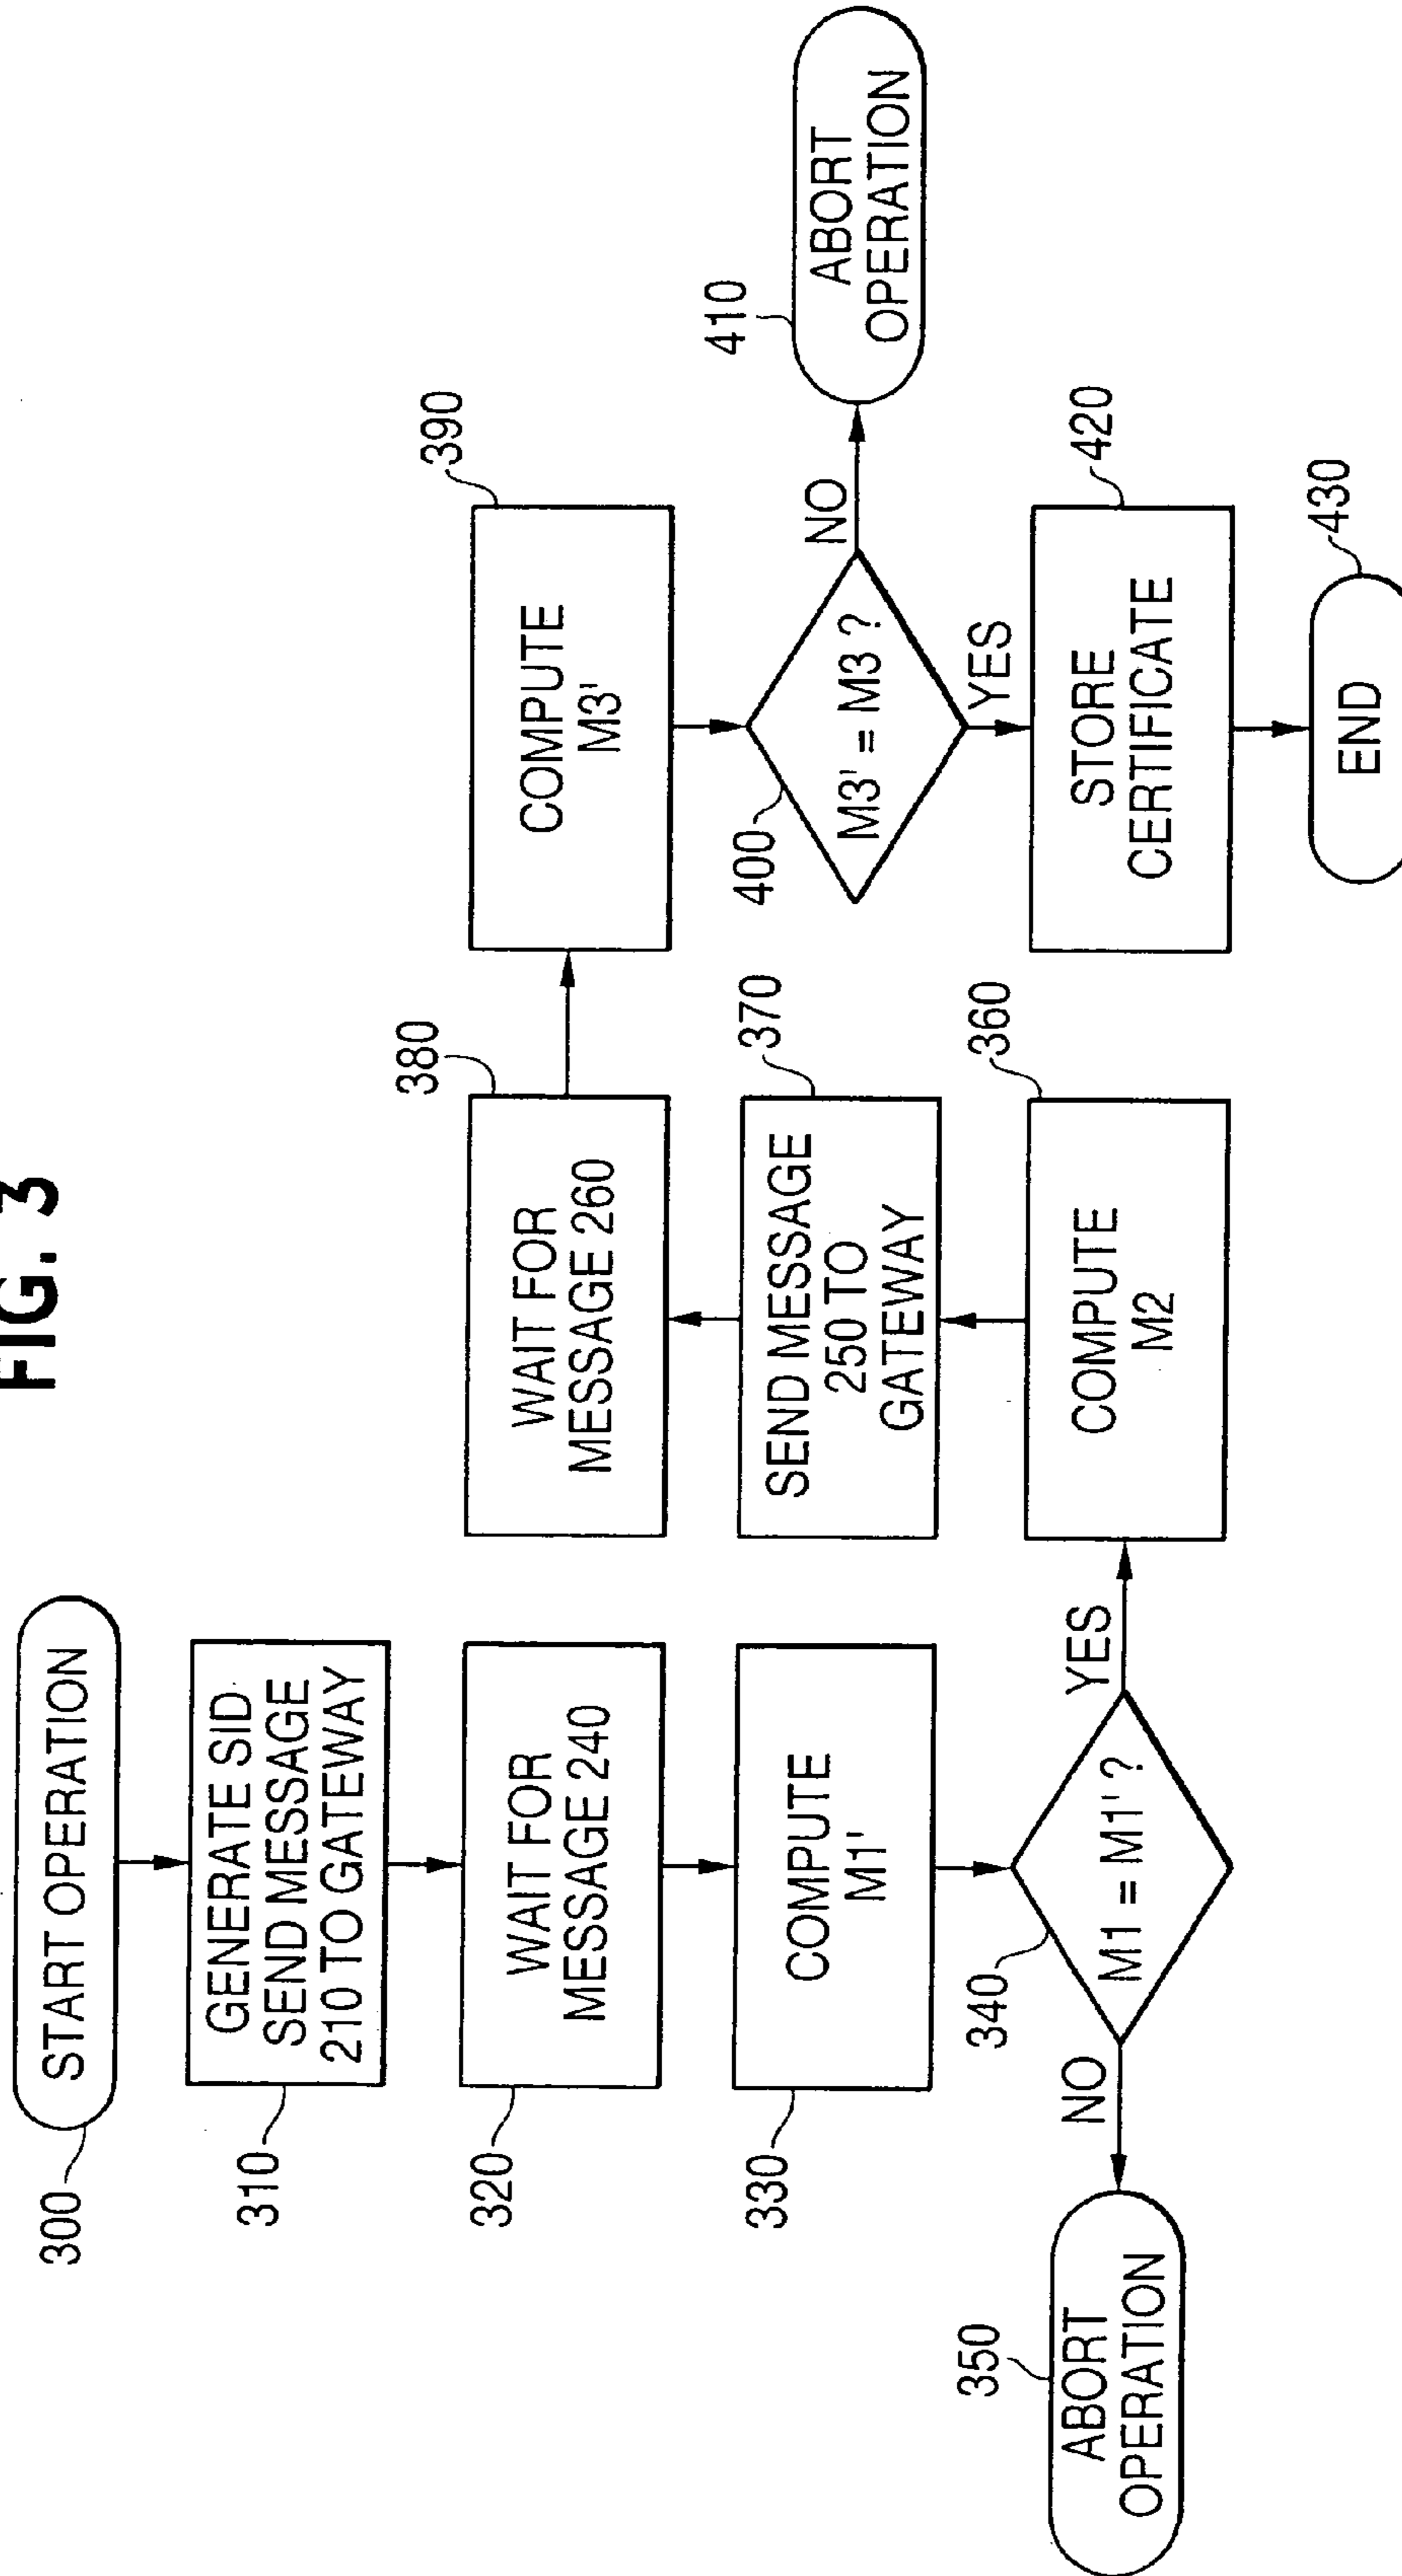 FIG. 3
300
START OPERATION
310
GENERATE SID
SEND MESSAGE
210 TO GATEWAY
320
WAIT FOR
MESSAGE 240
330
COMPUTE
M1'
340
M1 = M1' ?
NO
YES
350
ABORT
OPERATION
360
COMPUTE
M2
370
SEND MESSAGE
250 TO
GATEWAY
380
WAIT FOR
MESSAGE 260
390
COMPUTE
M3'
400
M3' = M3 ?
NO
410
ABORT
OPERATION
YES
420
STORE
CERTIFICATE
430
END